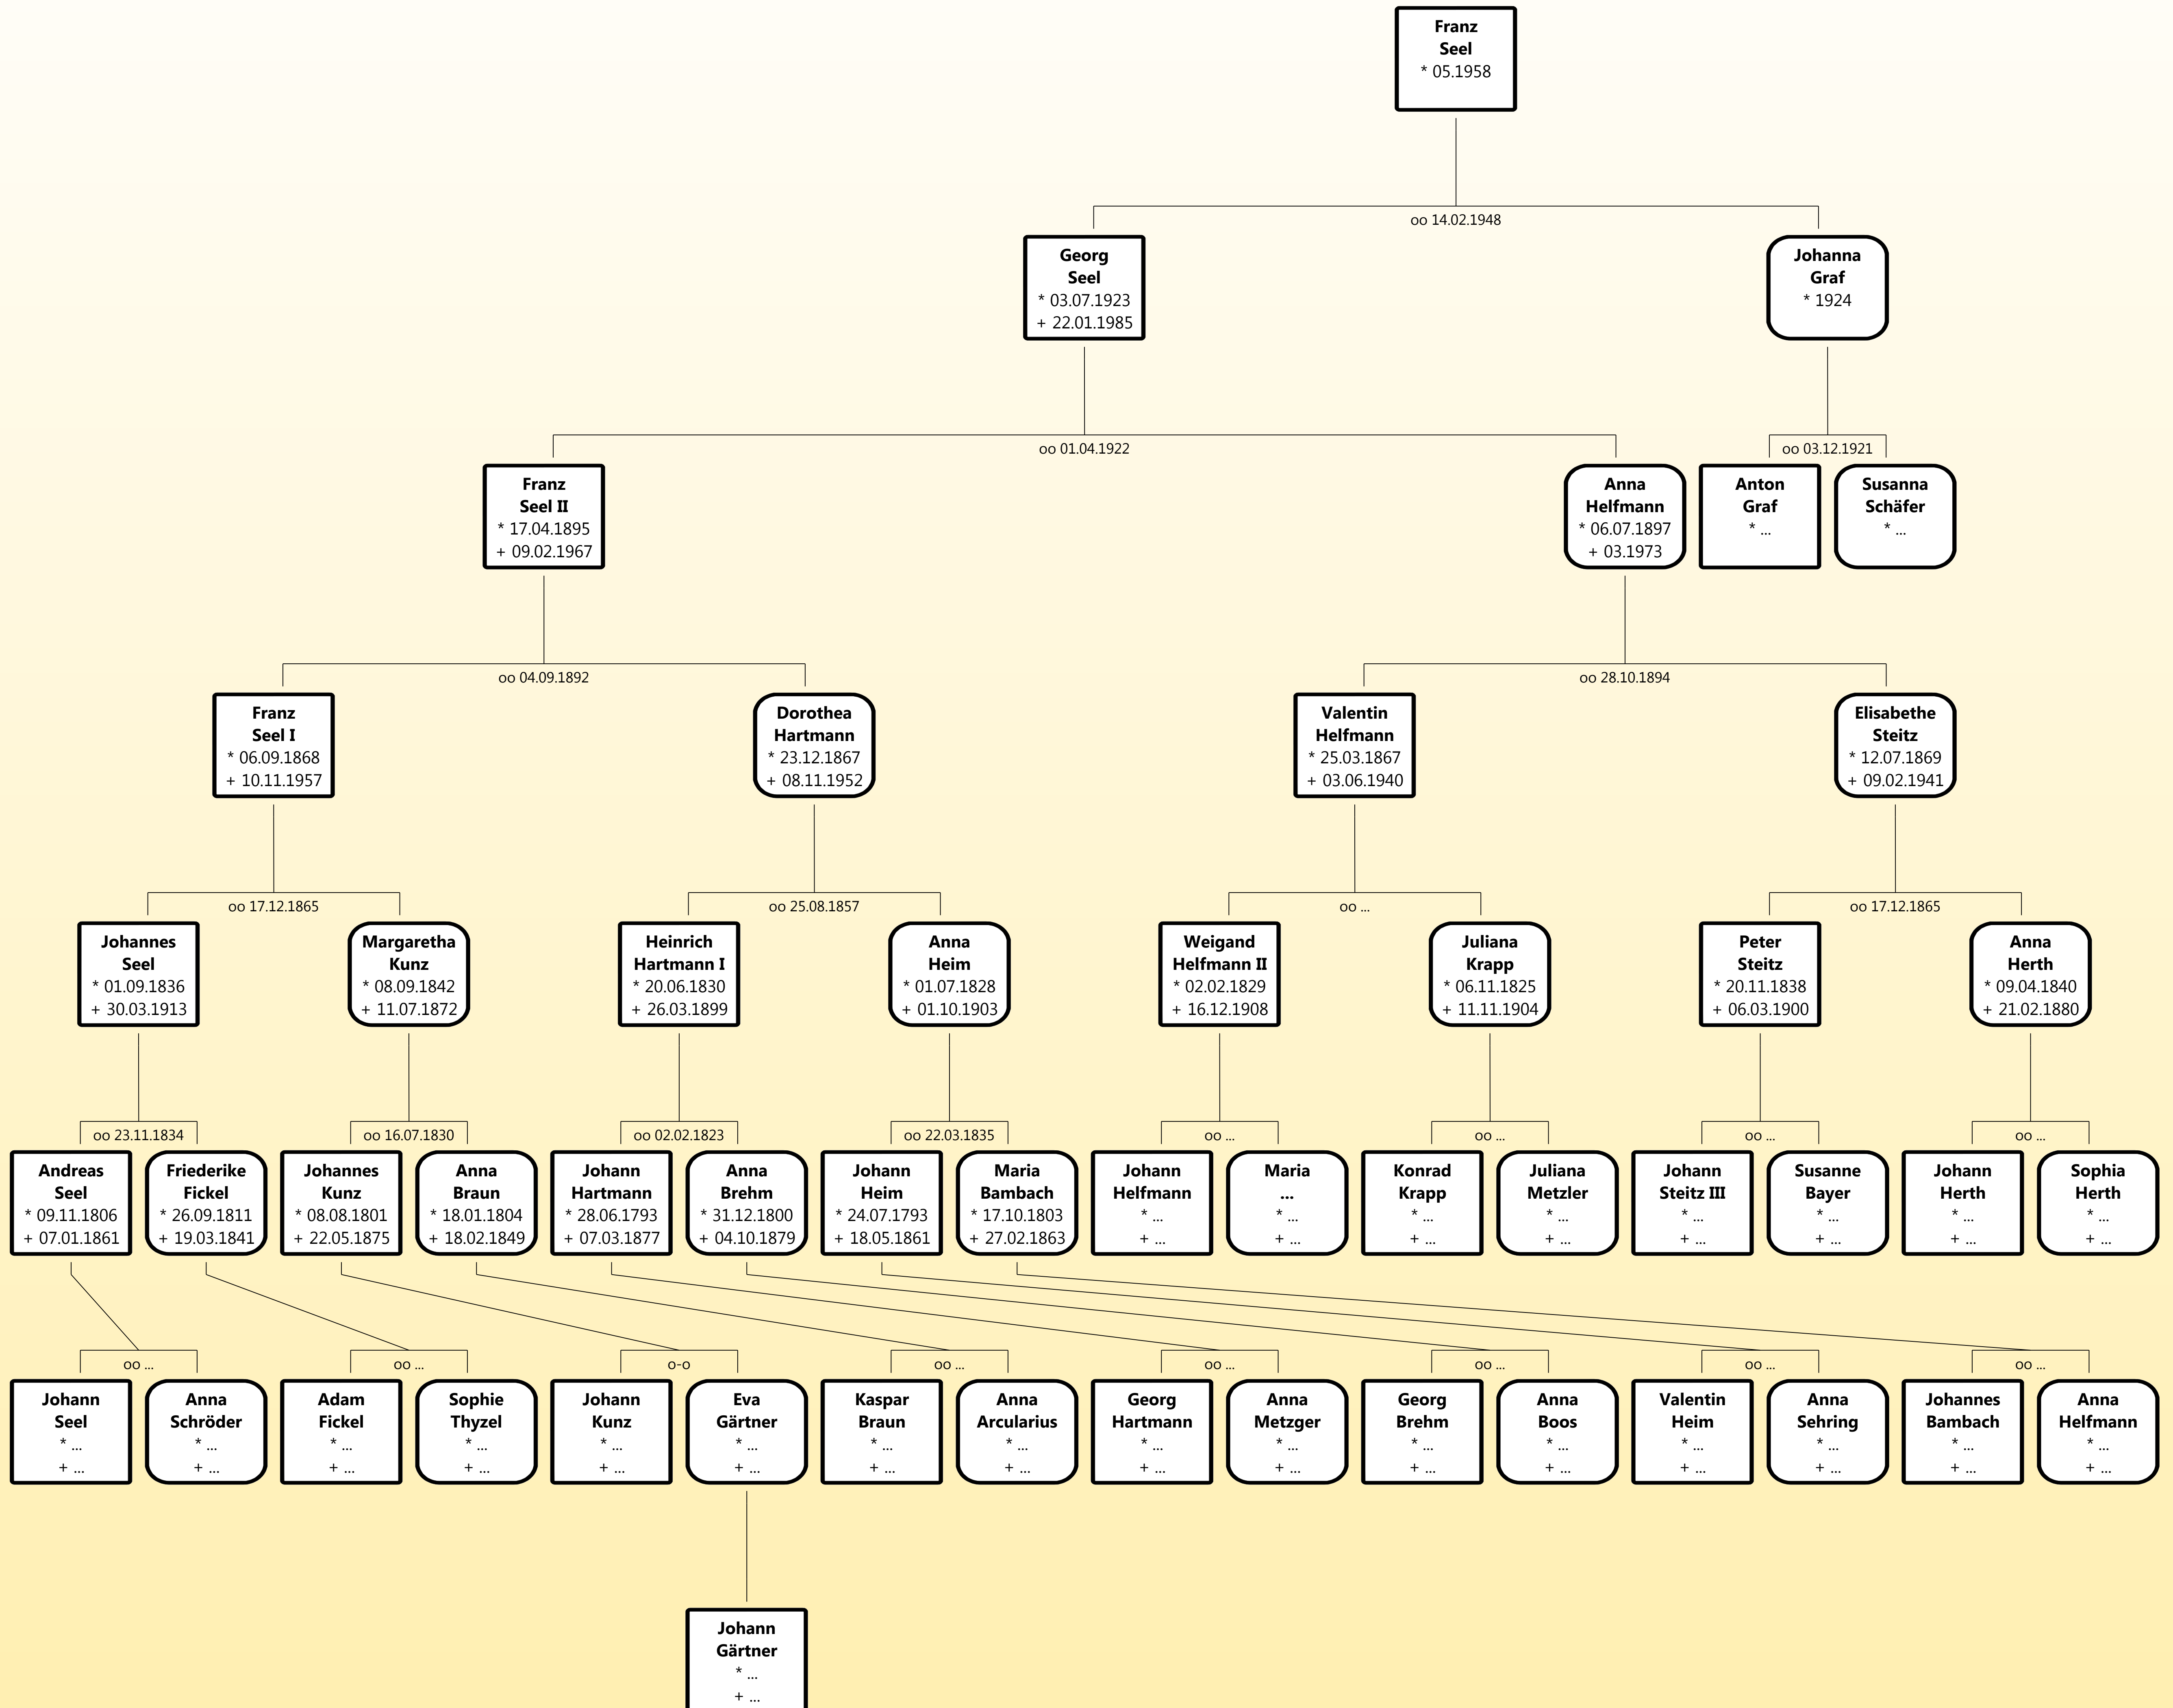 Franz
Seel
* 05.1958
oo 14.02.1948
Georg
Seel
* 03.07.1923
+ 22.01.1985
Johanna
Graf
* 1924
oo 01.04.1922
oo 03.12.1921
Franz
Seel II
* 17.04.1895
+ 09.02.1967
Anna
Helfmann
* 06.07.1897
+ 03.1973
Anton
Graf
* ...
Susanna
Schäfer
* ...
oo 04.09.1892
oo 28.10.1894
Franz
Seel I
* 06.09.1868
+ 10.11.1957
Dorothea
Hartmann
* 23.12.1867
+ 08.11.1952
Valentin
Helfmann
* 25.03.1867
+ 03.06.1940
Elisabethe
Steitz
* 12.07.1869
+ 09.02.1941
oo 17.12.1865
oo 25.08.1857
oo ...
oo 17.12.1865
Johannes
Seel
* 01.09.1836
+ 30.03.1913
Margaretha
Kunz
* 08.09.1842
+ 11.07.1872
Heinrich
Hartmann I
* 20.06.1830
+ 26.03.1899
Anna
Heim
* 01.07.1828
+ 01.10.1903
Weigand
Helfmann II
* 02.02.1829
+ 16.12.1908
Juliana
Krapp
* 06.11.1825
+ 11.11.1904
Peter
Steitz
* 20.11.1838
+ 06.03.1900
Anna
Herth
* 09.04.1840
+ 21.02.1880
oo 23.11.1834
oo 16.07.1830
oo 02.02.1823
oo 22.03.1835
oo ...
oo ...
oo ...
oo ...
Andreas
Seel
* 09.11.1806
+ 07.01.1861
Friederike
Fickel
* 26.09.1811
+ 19.03.1841
Johannes
Kunz
* 08.08.1801
+ 22.05.1875
Anna
Braun
* 18.01.1804
+ 18.02.1849
Johann
Hartmann
* 28.06.1793
+ 07.03.1877
Anna
Brehm
* 31.12.1800
+ 04.10.1879
Johann
Heim
* 24.07.1793
+ 18.05.1861
Maria
Bambach
* 17.10.1803
+ 27.02.1863
Johann
Helfmann
* ...
+ ...
Maria
...
* ...
+ ...
Konrad
Krapp
* ...
+ ...
Juliana
Metzler
* ...
+ ...
Johann
Steitz III
* ...
+ ...
Susanne
Bayer
* ...
+ ...
Johann
Herth
* ...
+ ...
Sophia
Herth
* ...
+ ...
oo ...
oo ...
o-o
oo ...
oo ...
oo ...
oo ...
oo ...
Johann
Seel
* ...
+ ...
Anna
Schröder
* ...
+ ...
Adam
Fickel
* ...
+ ...
Sophie
Thyzel
* ...
+ ...
Johann
Kunz
* ...
+ ...
Eva
Gärtner
* ...
+ ...
Kaspar
Braun
* ...
+ ...
Anna
Arcularius
* ...
+ ...
Georg
Hartmann
* ...
+ ...
Anna
Metzger
* ...
+ ...
Georg
Brehm
* ...
+ ...
Anna
Boos
* ...
+ ...
Valentin
Heim
* ...
+ ...
Anna
Sehring
* ...
+ ...
Johannes
Bambach
* ...
+ ...
Anna
Helfmann
* ...
+ ...
Johann
Gärtner
* ...
+ ...